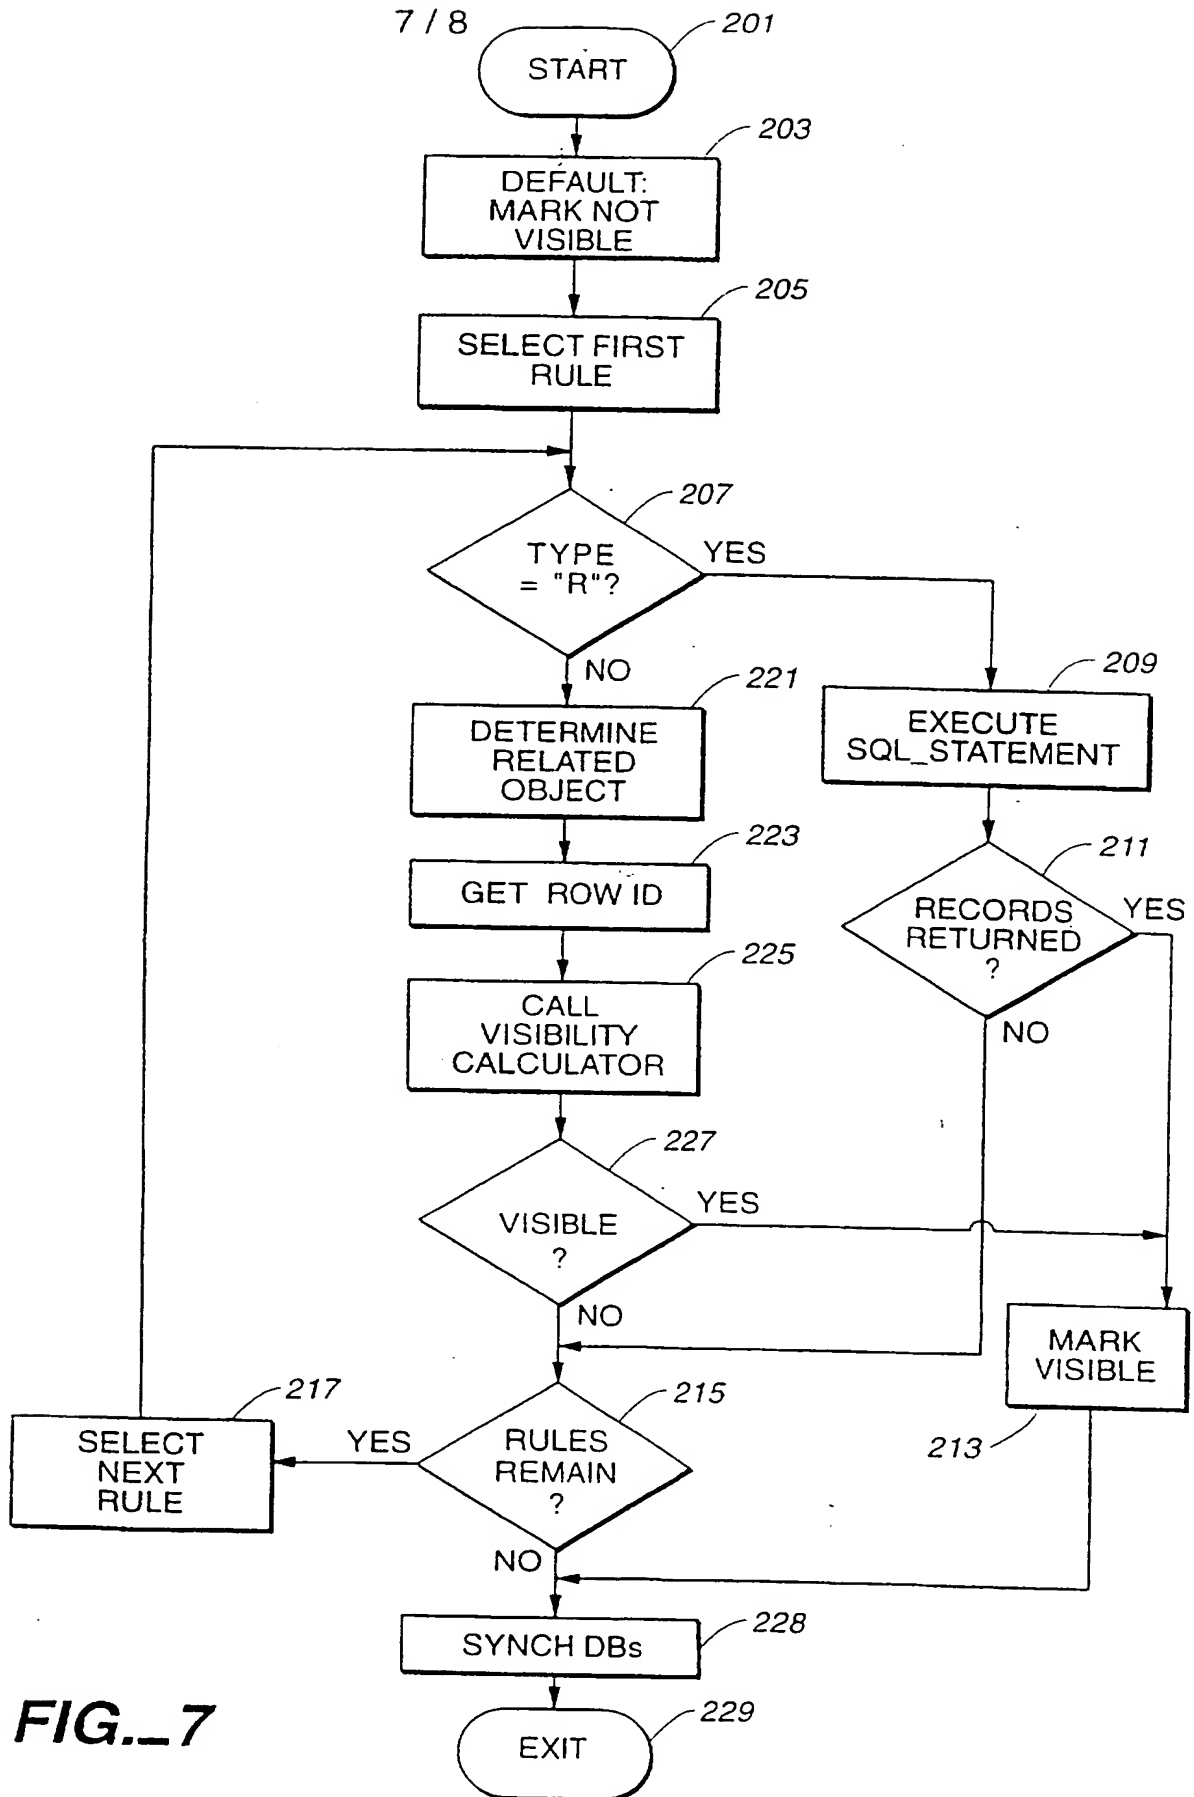 7 / 8
201
START
203
DEFAULT:
MARK NOT
VISIBLE
205
SELECT FIRST
RULE
207
TYPE
= "R"?
YES
NO
209
EXECUTE
SQL_STATEMENT
221
DETERMINE
RELATED
OBJECT
211
RECORDS
RETURNED
?
YES
NO
223
GET ROW ID
225
CALL
VISIBILITY
CALCULATOR
227
VISIBLE
?
YES
NO
MARK
VISIBLE
213
215
RULES
REMAIN
?
YES
NO
217
SELECT
NEXT
RULE
228
SYNCH DBs
229
EXIT
FIG._7